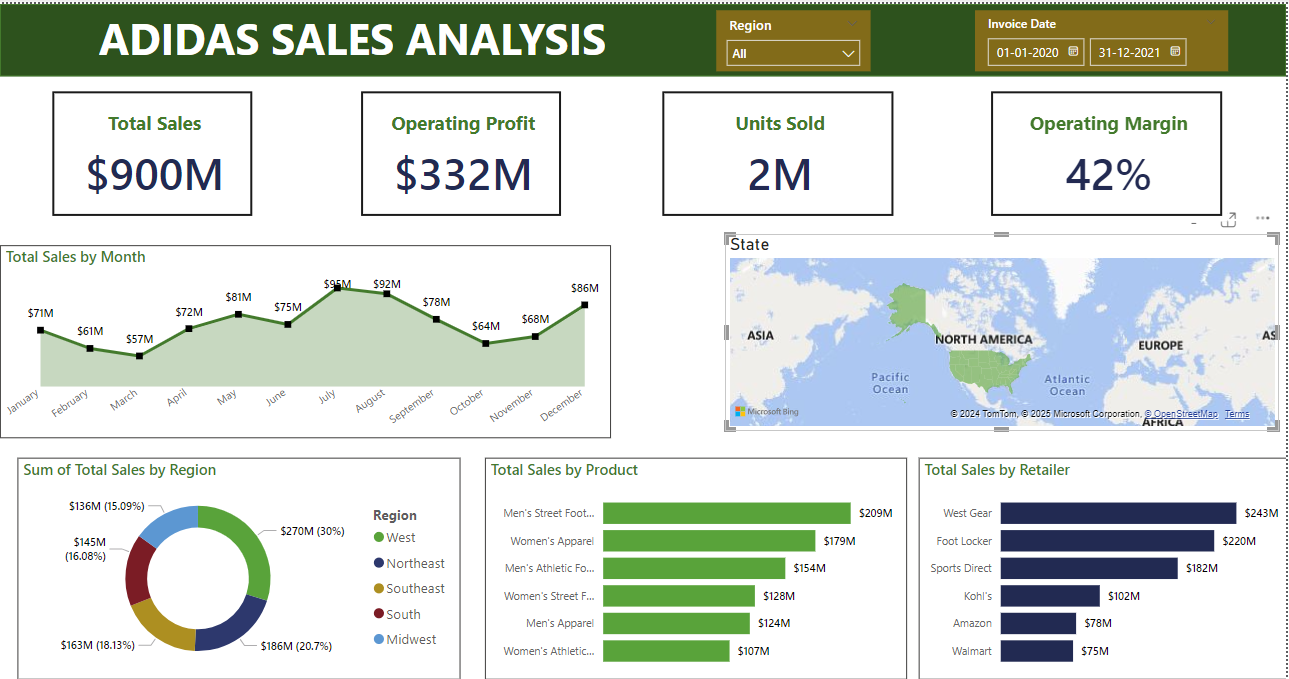 ADIDAS SALES ANALYSIS
Region
All
Invoice Date
01-01-2020
31-12-2021
Total Sales
$900M
Operating Profit
$332M
Units Sold
2M
Operating Margin
42%
Total Sales by Month
$71M
$61M
$57M
$72M
$81M
$75M
$95M
$92M
$78M
$64M
$68M
$86M
January
February
March
April
May
June
July
August
September
October
November
December
State
ASIA
NORTH AMERICA
EUROPE
AS
Pacific
Ocean
Atlantic
Ocean
AFRICA
Microsoft Bing
© 2024 TomTom, © 2025 Microsoft Corporation, © OpenStreetMap Terms
Sum of Total Sales by Region
$136M (15.09%)
$145M
(16.08%)
$163M (18.13%)
$270M (30%)
$186M (20.7%)
Region
West
Northeast
Southeast
South
Midwest
Total Sales by Product
Men's Street Foot... $209M
Women's Apparel $179M
Men's Athletic Fo... $154M
Women's Street F... $128M
Men's Apparel $124M
Women's Athletic... $107M
Total Sales by Retailer
West Gear $243M
Foot Locker $220M
Sports Direct $182M
Kohl's $102M
Amazon $78M
Walmart $75M